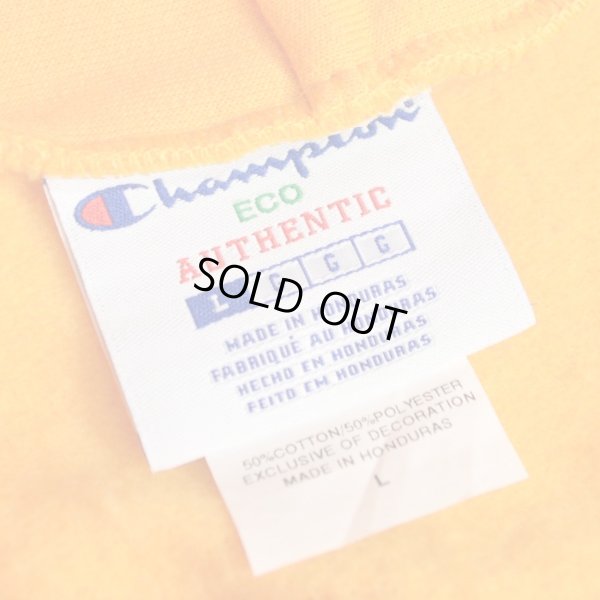 Champion
ECO
AUTHENTIC
L G G G
SOLD OUT
MADE IN HONDURAS
FABRIQUÉ AU HONDURAS
HECHO EN HONDURAS
FEITO EM HONDURAS
50%COTTON/50%POLYESTER
EXCLUSIVE OF DECORATION
MADE IN HONDURAS
L